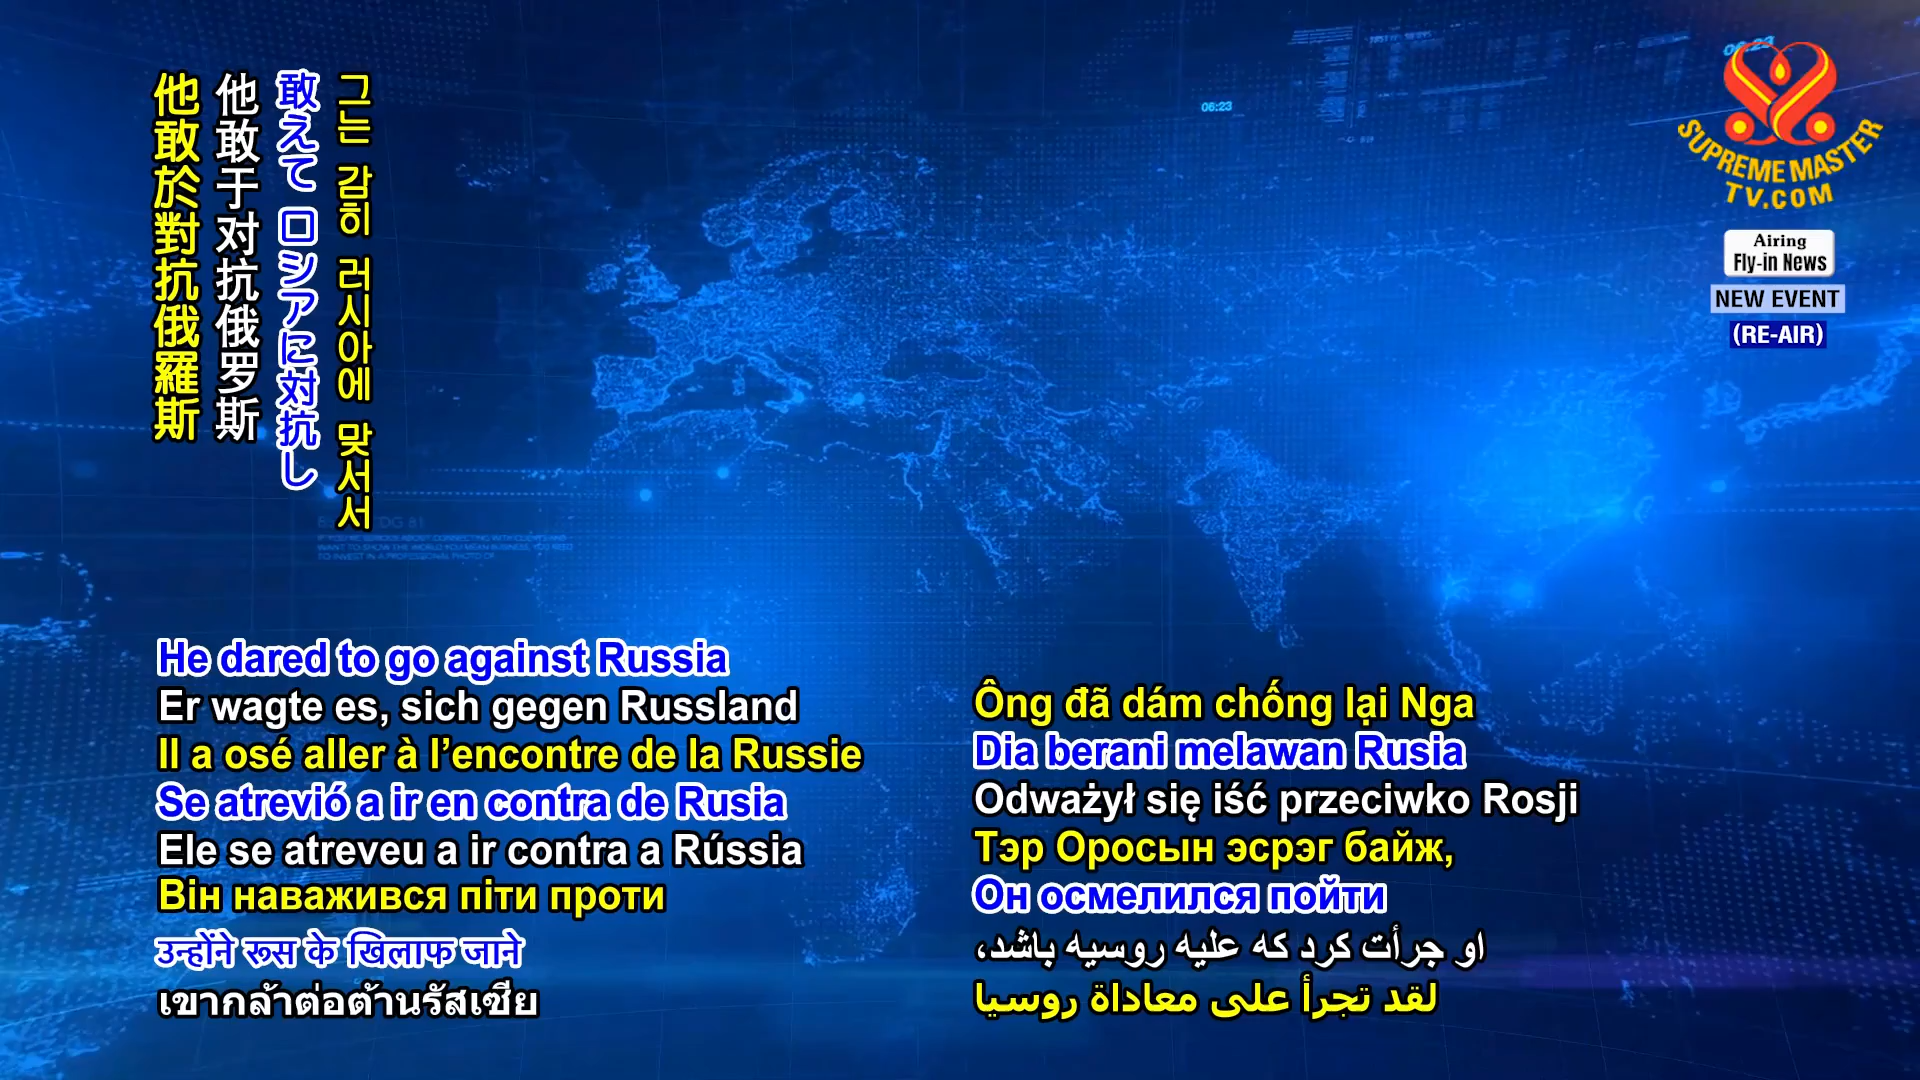 他敢於對抗俄羅斯
他敢于对抗俄罗斯
敢えて ロシアに対抗し
그는 감히 러시아에 맞서서
06:23
06:23
SUPREME MASTER
TV.COM
Airing
Fly-in News
NEW EVENT
(RE-AIR)
He dared to go against Russia
Er wagte es, sich gegen Russland
Il a osé aller à l’encontre de la Russie
Se atrevió a ir en contra de Rusia
Ele se atreveu a ir contra a Rússia
Він наважився піти проти
उन्होंने रूस के खिलाफ जाने
เขากล้าต่อต้านรัสเซีย
Ông đã dám chống lại Nga
Dia berani melawan Rusia
Odważył się iść przeciwko Rosji
Тэр Оросын эсрэг байж,
Он осмелился пойти
او جرأت کرد که علیه روسیه باشد،
لقد تجرأ على معاداة روسيا